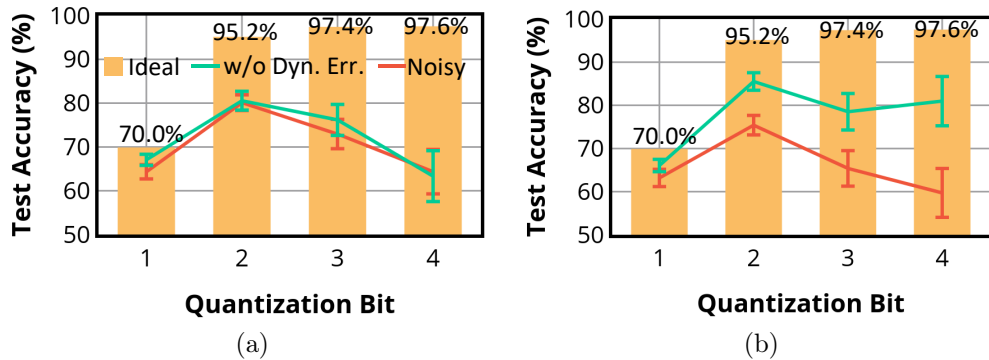 Test Accuracy (%)
100
90
80
70
60
50
70.0%
95.2%
97.4%
97.6%
Ideal
w/o Dyn. Err.
Noisy
1 2 3 4
Quantization Bit
(a)
Test Accuracy (%)
100
90
80
70
60
50
70.0%
95.2%
97.4%
97.6%
1 2 3 4
Quantization Bit
(b)